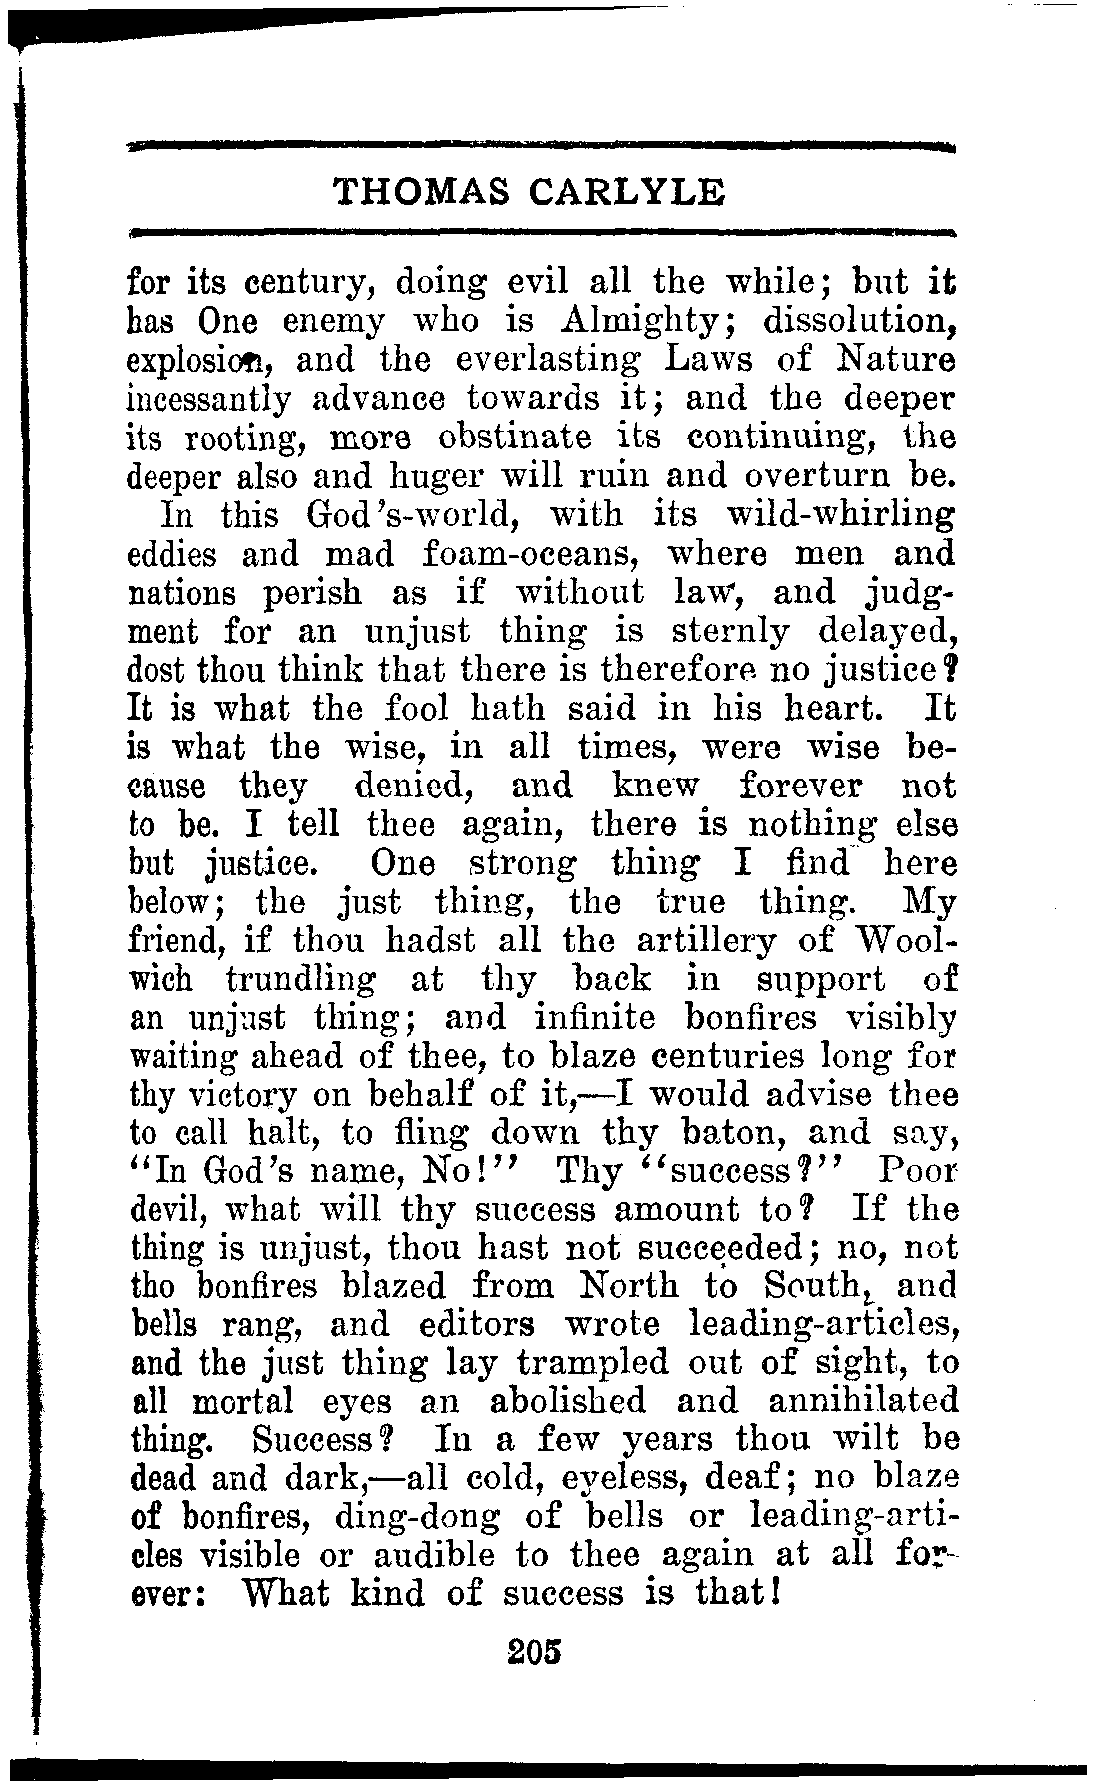 THOMAS CARLYLE
for its century, doing evil all the while; but it
has One enemy who is Almighty; dissolution,
explosion, and the everlasting Laws of Nature
incessantly advance towards it; and the deeper
its rooting, more obstinate its continuing, the
deeper also and huger will ruin and overturn be.
In this God's-world, with its wild-whirling
eddies and mad foam-oceans, where men and
nations perish as if without law, and judg-
ment for an unjust thing is sternly delayed,
dost thou think that there is therefore no justice?
It is what the fool hath said in his heart. It
is what the wise, in all times, were wise be-
cause they denied, and knew forever not
to be. I tell thee again, there is nothing else
but justice. One strong thing I find here
below; the just thing, the true thing. My
friend, if thou hadst all the artillery of Wool-
wich trundling at thy back in support of
an unjust thing; and infinite bonfires visibly
waiting ahead of thee, to blaze centuries long for
thy victory on behalf of it,—I would advise thee
to call halt, to fling down thy baton, and say,
"In God's name, No!" Thy "success?" Poor
devil, what will thy success amount to? If the
thing is unjust, thou hast not succeeded; no, not
tho bonfires blazed from North to South, and
bells rang, and editors wrote leading-articles,
and the just thing lay trampled out of sight, to
all mortal eyes an abolished and annihilated
thing. Success? In a few years thou wilt be
dead and dark,—all cold, eyeless, deaf; no blaze
of bonfires, ding-dong of bells or leading-arti-
cles visible or audible to thee again at all for-
ever: What kind of success is that!
205